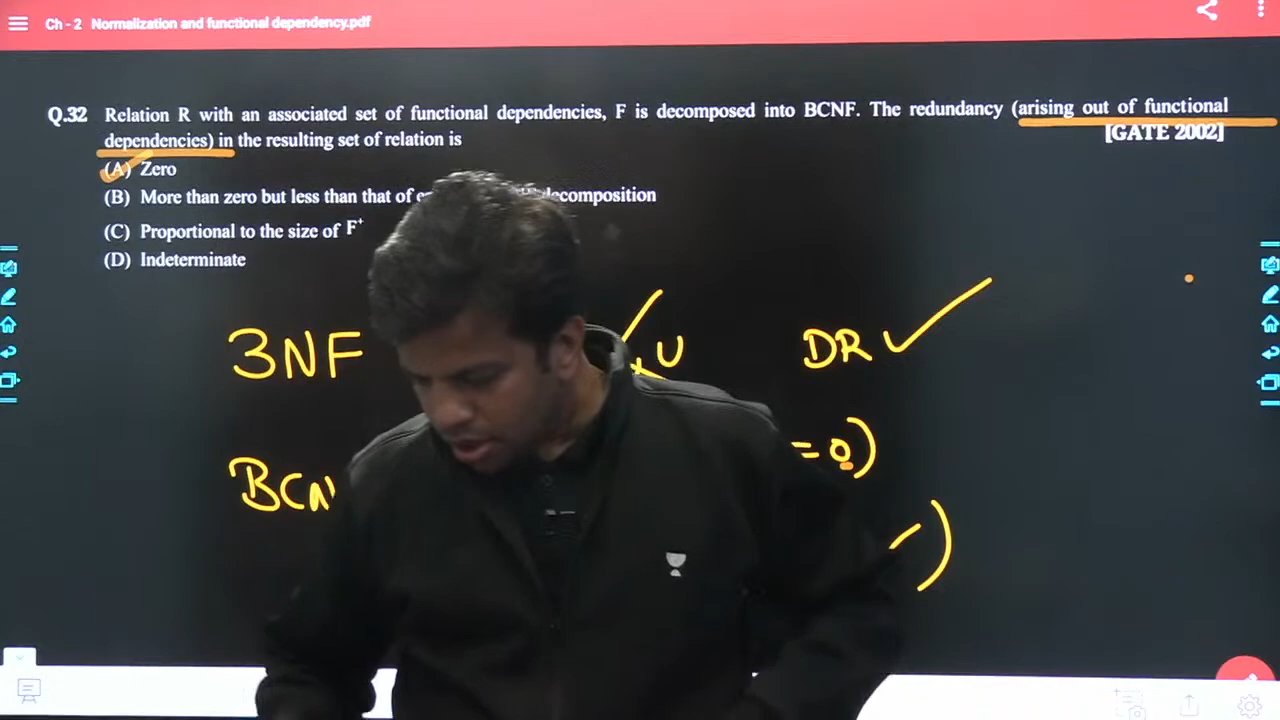 Ch - 2 Normalization and functional dependency.pdf
Q.32 Relation R with an associated set of functional dependencies, F is decomposed into BCNF. The redundancy (arising out of functional
dependencies) in the resulting set of relation is
[GATE 2002]
(A) Zero
(B) More than zero but less than that of decomposition
(C) Proportional to the size of F⁺
(D) Indeterminate
3NF U DR ✓
= 0)
)